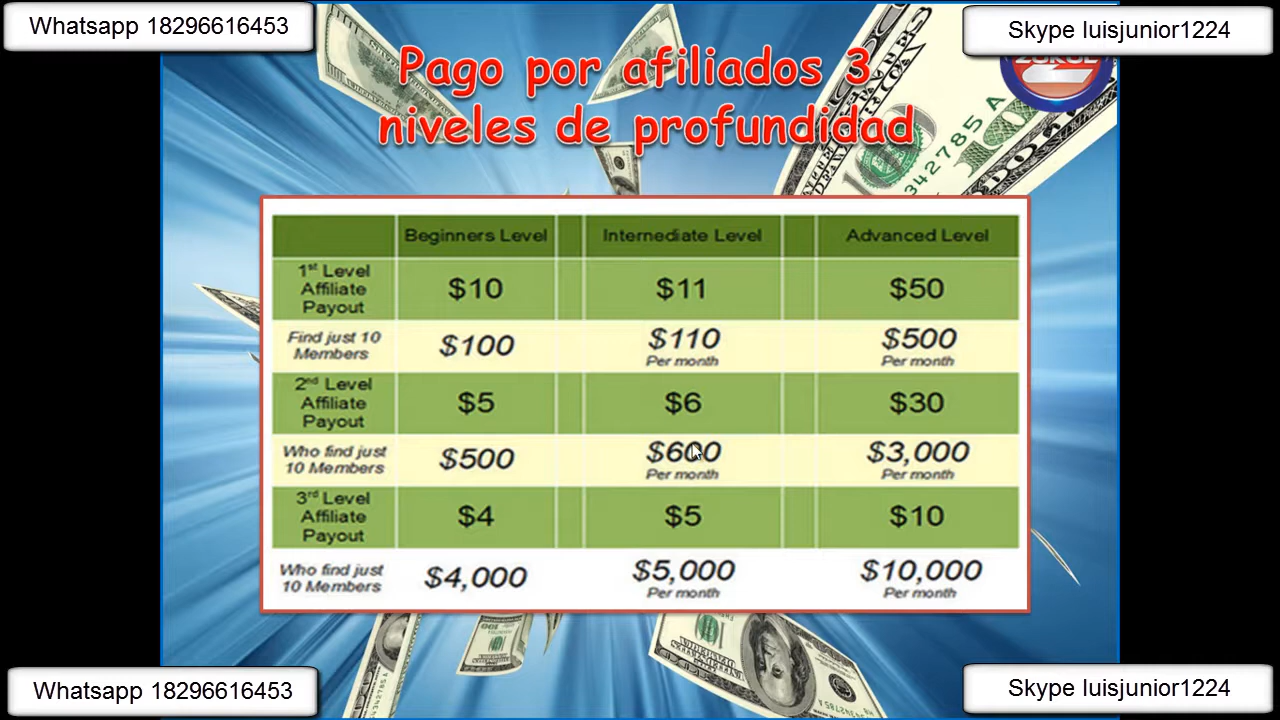 Whatsapp 18296616453
Skype luisjunior1224
Pago por afiliados 3
niveles de profundidad
Beginners Level Internediate Level Advanced Level
1st Level
Affiliate
Payout
$10 $11 $50
Find just 10
Members
$100 $110 $500
Per month Per month
2nd Level
Affiliate
Payout
$5 $6 $30
Who find just
10 Members
$500 $600 $3,000
Per month Per month
3rd Level
Affiliate
Payout
$4 $5 $10
Who find just
10 Members
$4,000 $5,000 $10,000
Per month Per month
Whatsapp 18296616453
Skype luisjunior1224